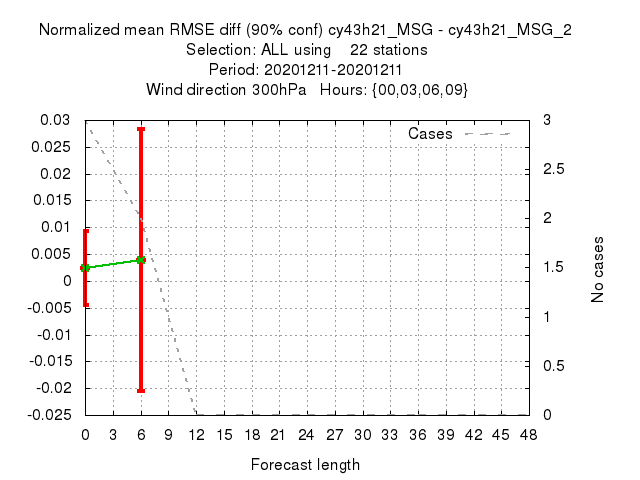 Normalized mean RMSE diff (90% conf) cy43h21_MSG - cy43h21_MSG_2
Selection: ALL using    22 stations
Period: 20201211-20201211
Wind direction 300hPa   Hours: {00,03,06,09}
Cases
0.03
0.025
0.02
0.015
0.01
0.005
0
-0.005
-0.01
-0.015
-0.02
-0.025
3
2.5
2
1.5
1
0.5
0
No cases
0 3 6 9 12 15 18 21 24 27 30 33 36 39 42 45 48
Forecast length